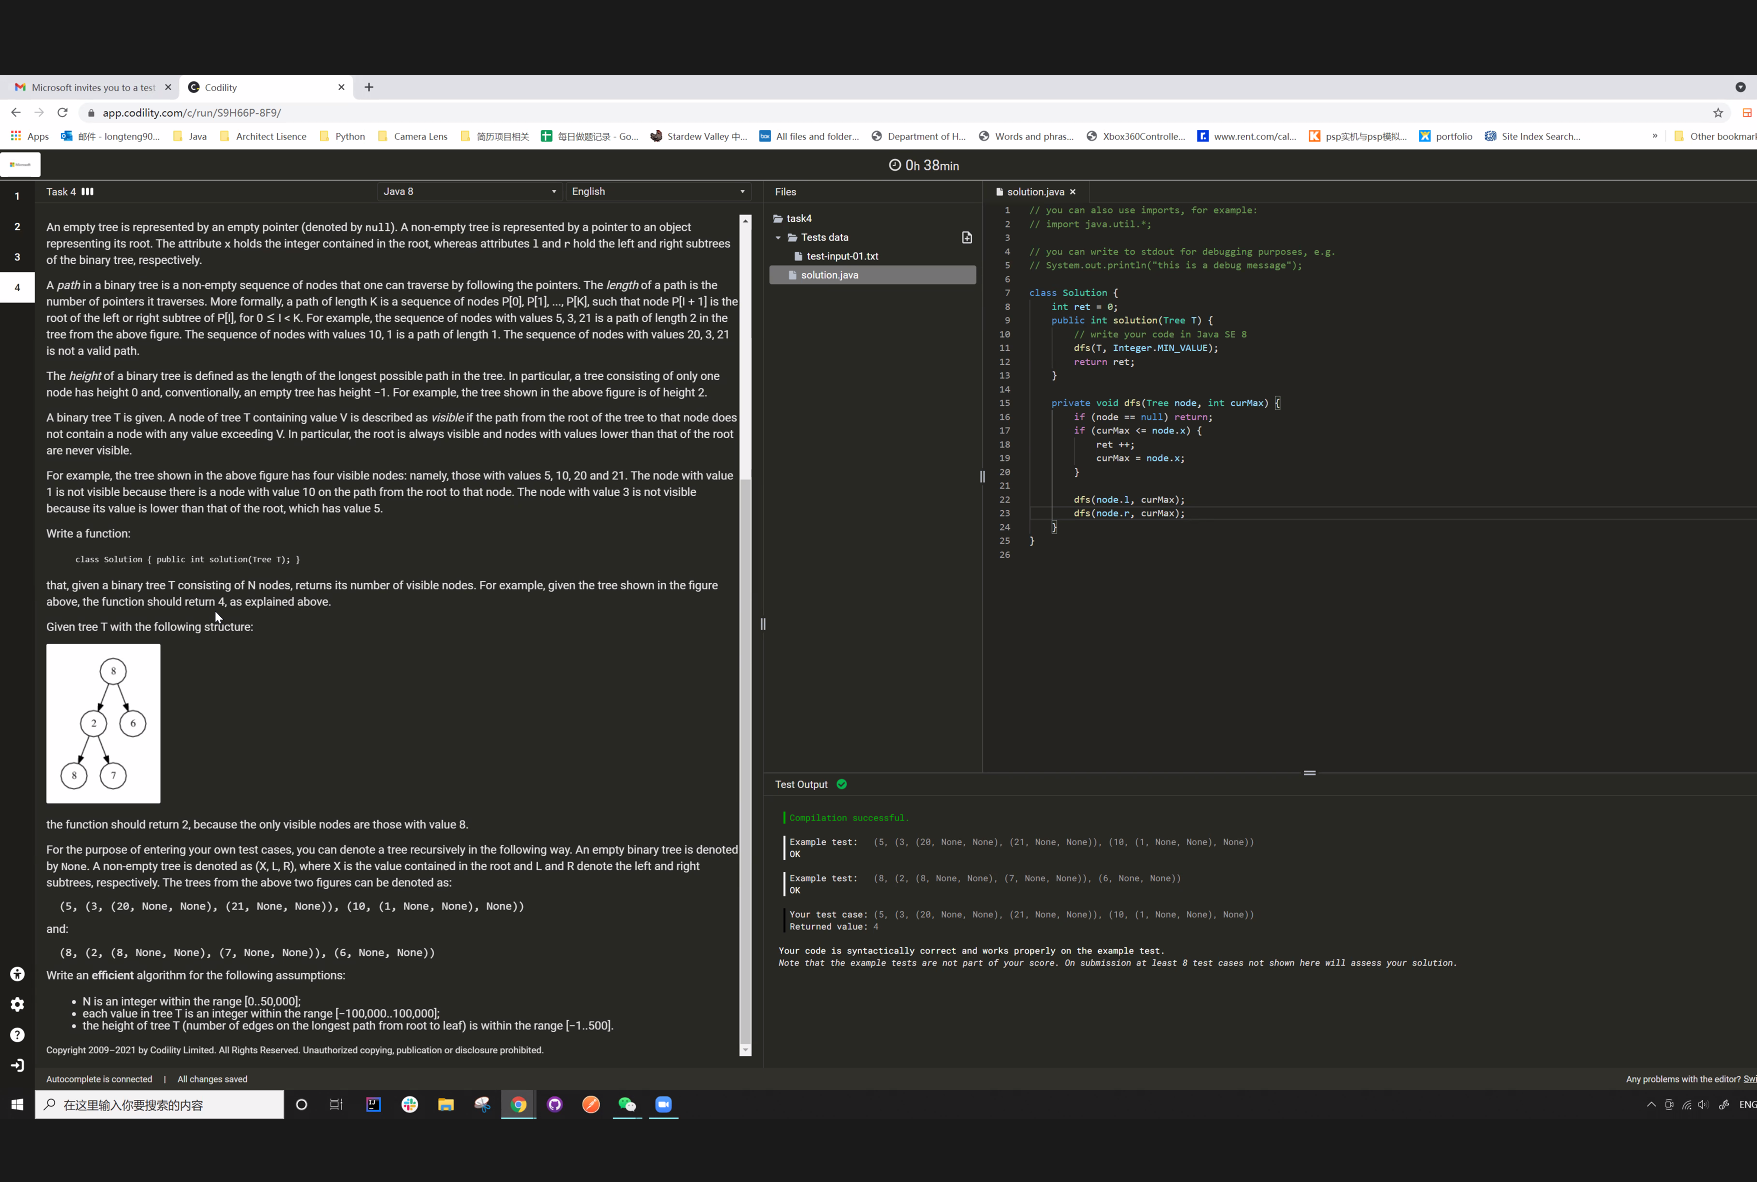 Microsoft invites you to a test
Codility
app.codility.com/c/run/S9H66P-8F9/
Apps
邮件 - longteng90...
Java
Architect Lisence
Python
Camera Lens
简历项目相关
每日做题记录 - Go...
Stardew Valley 中...
All files and folder...
Department of H...
Words and phras...
Xbox360Controlle...
www.rent.com/cal...
psp实机与psp模拟...
portfolio
Site Index Search...
»
Other bookmar
Microsoft
0h 38min
1
2
3
4
Task 4
Java 8
English
An empty tree is represented by an empty pointer (denoted by null). A non-empty tree is represented by a pointer to an object
representing its root. The attribute x holds the integer contained in the root, whereas attributes l and r hold the left and right subtrees
of the binary tree, respectively.
A path in a binary tree is a non-empty sequence of nodes that one can traverse by following the pointers. The length of a path is the
number of pointers it traverses. More formally, a path of length K is a sequence of nodes P[0], P[1], ..., P[K], such that node P[I + 1] is the
root of the left or right subtree of P[I], for 0 ≤ I < K. For example, the sequence of nodes with values 5, 3, 21 is a path of length 2 in the
tree from the above figure. The sequence of nodes with values 10, 1 is a path of length 1. The sequence of nodes with values 20, 3, 21
is not a valid path.
The height of a binary tree is defined as the length of the longest possible path in the tree. In particular, a tree consisting of only one
node has height 0 and, conventionally, an empty tree has height −1. For example, the tree shown in the above figure is of height 2.
A binary tree T is given. A node of tree T containing value V is described as visible if the path from the root of the tree to that node does
not contain a node with any value exceeding V. In particular, the root is always visible and nodes with values lower than that of the root
are never visible.
For example, the tree shown in the above figure has four visible nodes: namely, those with values 5, 10, 20 and 21. The node with value
1 is not visible because there is a node with value 10 on the path from the root to that node. The node with value 3 is not visible
because its value is lower than that of the root, which has value 5.
Write a function:
class Solution { public int solution(Tree T); }
that, given a binary tree T consisting of N nodes, returns its number of visible nodes. For example, given the tree shown in the figure
above, the function should return 4, as explained above.
Given tree T with the following structure:
8
2 6
8 7
the function should return 2, because the only visible nodes are those with value 8.
For the purpose of entering your own test cases, you can denote a tree recursively in the following way. An empty binary tree is denoted
by None. A non-empty tree is denoted as (X, L, R), where X is the value contained in the root and L and R denote the left and right
subtrees, respectively. The trees from the above two figures can be denoted as:
(5, (3, (20, None, None), (21, None, None)), (10, (1, None, None), None))
and:
(8, (2, (8, None, None), (7, None, None)), (6, None, None))
Write an efficient algorithm for the following assumptions:
• N is an integer within the range [0..50,000];
• each value in tree T is an integer within the range [−100,000..100,000];
• the height of tree T (number of edges on the longest path from root to leaf) is within the range [−1..500].
Copyright 2009–2021 by Codility Limited. All Rights Reserved. Unauthorized copying, publication or disclosure prohibited.
Autocomplete is connected | All changes saved
Files
task4
Tests data
test-input-01.txt
solution.java
solution.java
1 // you can also use imports, for example:
2 // import java.util.*;
3
4 // you can write to stdout for debugging purposes, e.g.
5 // System.out.println("this is a debug message");
6
7 class Solution {
8 int ret = 0;
9 public int solution(Tree T) {
10 // write your code in Java SE 8
11 dfs(T, Integer.MIN_VALUE);
12 return ret;
13 }
14
15 private void dfs(Tree node, int curMax) {
16 if (node == null) return;
17 if (curMax <= node.x) {
18 ret ++;
19 curMax = node.x;
20 }
21
22 dfs(node.l, curMax);
23 dfs(node.r, curMax);
24 }
25 }
26
Test Output
Compilation successful.
Example test: (5, (3, (20, None, None), (21, None, None)), (10, (1, None, None), None))
OK
Example test: (8, (2, (8, None, None), (7, None, None)), (6, None, None))
OK
Your test case: (5, (3, (20, None, None), (21, None, None)), (10, (1, None, None), None))
Returned value: 4
Your code is syntactically correct and works properly on the example test.
Note that the example tests are not part of your score. On submission at least 8 test cases not shown here will assess your solution.
Any problems with the editor? Swi
在这里输入你要搜索的内容
ENG